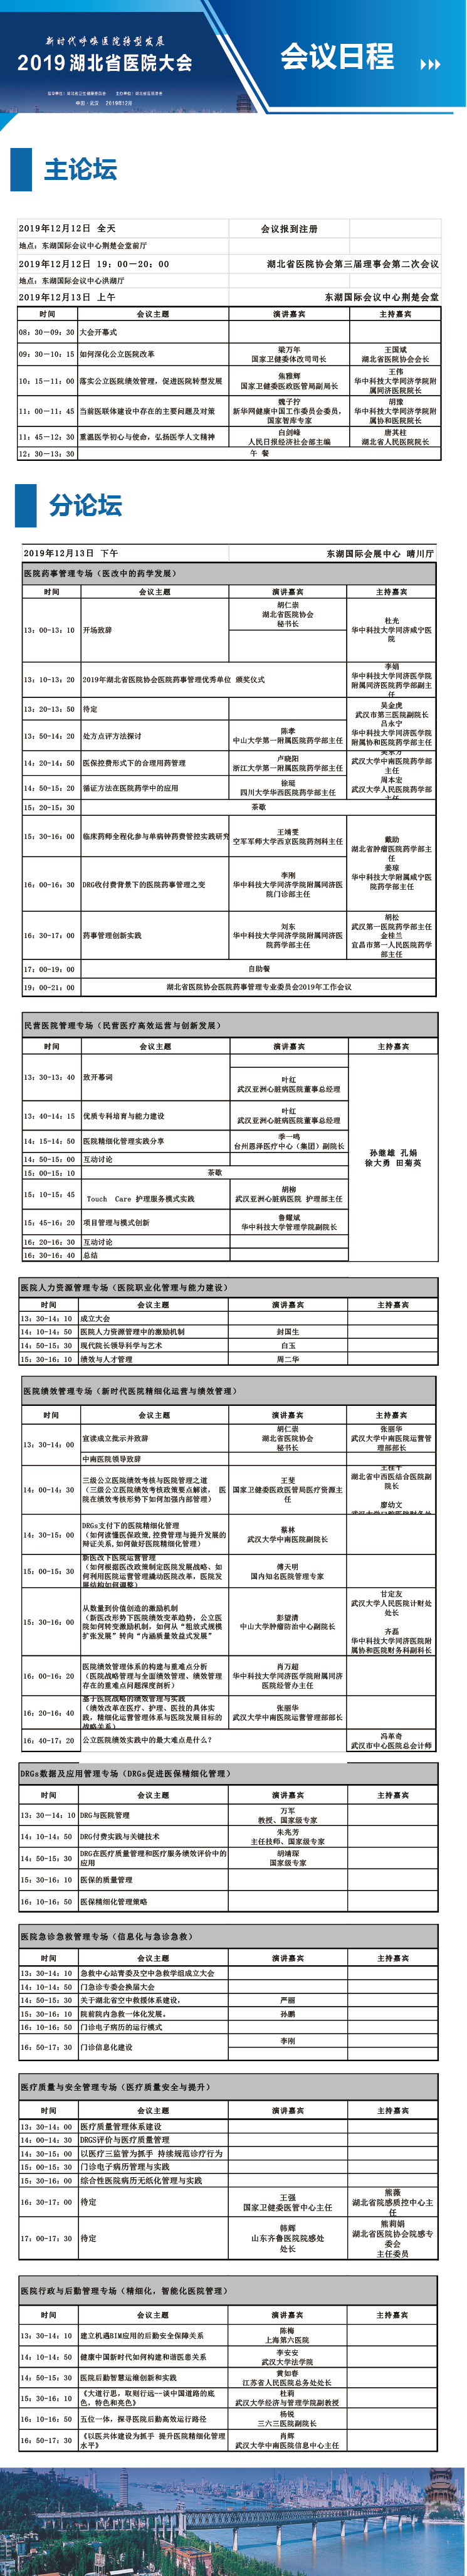 新时代呼唤医院转型发展
2019湖北省医院大会
中国·武汉 2019年12月
会议日程
主论坛
2019年12月12日 全天 会议报到注册
地点：东湖国际会议中心荆楚会堂前厅
2019年12月12日 19：00-20：00 湖北省医院协会第三届理事会第二次会议
地点：东湖国际会议中心洪湖厅
2019年12月13日 上午 东湖国际会议中心荆楚会堂
时间 会议主题 演讲嘉宾 主持嘉宾
08：30-09：30 大会开幕式
09：30-10：15 如何深化公立医院改革 梁万年 国家卫健委体改司司长 王国斌 湖北省医院协会会长
10：15-11：00 落实公立医院绩效管理，促进医院转型发展 焦雅辉 国家卫健委医政医管局副局长 王伟 华中科技大学同济医学院附属同济医院院长
11：00-11：45 当前医联体建设中存在的主要问题及对策 魏子柠 新华网健康中国工作委员会委员，国家智库专家 胡豫 华中科技大学同济学院附属协和医院院长
11：45-12：30 重温医学初心与使命，弘扬医学人文精神 白剑峰 人民日报经济社会部主编 唐其柱 湖北省人民医院院长
12：30-13：30 午 餐
分论坛
2019年12月13日 下午 东湖国际会展中心 晴川厅
医院药事管理专场（医改中的药学发展）
时间 会议主题 演讲嘉宾 主持嘉宾
13：00-13：10 开场致辞 胡仁崇 湖北省医院协会 秘书长 杜光 华中科技大学同济咸宁医院
13：10-13：20 2019年湖北省医院协会医院药事管理优秀单位 颁奖仪式 李娟 华中科技大学同济医学院附属同济医院药学部副主任
13：20-13：50 待定 吴金虎 武汉市第三医院副院长
13：50-14：20 处方点评方法探讨 陈孝 中山大学第一附属医院药学部主任 吕永宁 华中科技大学同济医学院附属协和医院药学部主任
14：20-14：50 医保控费形式下的合理用药管理 卢晓阳 浙江大学第一附属医院药学部主任 武汉大学中南医院药学部主任
14：50-15：20 循证方法在医院药学中的应用 徐珽 四川大学华西医院药学部主任 周本宏 武汉大学人民医院药学部
15：20-15：30 茶歇
15：30-16：00 临床药师全程化参与单病种药费管控实践研究 王靖雯 空军军师大学西京医院药剂科主任
16：00-16：30 DRG收付费背景下的医院药事管理之变 李刚 华中科技大学同济学院附属同济医院门诊部主任 戴助 湖北省肿瘤医院药学部主任 姜琼 华中科技大学附属咸宁医院药学部主任
16：30-17：00 药事管理创新实践 刘东 华中科技大学同济学院附属同济医院药学部主任 胡松 武汉第一医院药学部主任 金桂兰 宜昌市第一人民医院药学部主任
17：00-19：00 自助餐
19：00-21：00 湖北省医院协会医院药事管理专业委员会2019年工作会议
民营医院管理专场（民营医疗高效运营与创新发展）
时间 会议主题 演讲嘉宾 主持嘉宾
13：30-13：40 致开幕词 叶红 武汉亚洲心脏病医院董事总经理
13：40-14：15 优质专科培育与能力建设 叶红 武汉亚洲心脏病医院董事总经理
14：15-14：50 医院精细化管理实践分享 季一鸣 台州恩泽医疗中心（集团）副院长
孙继雄 孔娟
徐大勇 田菊英
14：50-15：00 互动讨论
15：00-15：10 茶歇
15：10-15：45 Touch Care 护理服务模式实践 胡柳 武汉亚洲心脏病医院 护理部主任
15：45-16：20 项目管理与模式创新 鲁耀斌 华中科技大学管理学院副院长
16：20-16：30 互动讨论
16：30-16：40 总结
医院人力资源管理专场（医院职业化管理与能力建设）
时间 会议主题 演讲嘉宾 主持嘉宾
13：30-14：10 成立大会
14：10-14：50 医院人力资源管理中的激励机制 封国生
14：50-15：30 现代院长领导科学与艺术 白玉
15：30-16：10 绩效与人才管理 周二华
医院绩效管理专场（新时代医院精细化运营与绩效管理）
时间 会议主题 演讲嘉宾 主持嘉宾
13：30-14：00 宣读成立批示并致辞 胡仁崇 湖北省医院协会 秘书长 张丽华 武汉大学中南医院运营管理部部长
中南医院领导致辞
14：00-14：30 三级公立医院绩效考核与医院管理之道（三级公立医院绩效考核政策要点解读， 医院在绩效考核形势下如何加强内部管理） 王斐 国家卫健委医政医管局医疗资源主任 湖北省中西医结合医院副院长 廖幼文
14：30-15：00 DRGs支付下的医院精细化管理（如何读懂医保政策，控费管理与提升发展的辩证关系，如何做好医院精细化管理） 蔡林 武汉大学中南医院副院长
15：00-15：30 新医改下医院运营管理（如何根据医改政策制定医院发展战略、如何利用医院运营管理撬动医院改革，医院发展结构如何调整） 傅天明 国内知名医院管理专家
15：30-16：00 从数量到价值创造的激励机制（新医改形势下医院绩效变革趋势，公立医院如何转变激励机制，如何从“粗放式规模扩张发展”转向“内涵质量效益式发展” 彭望清 中山大学肿瘤防治中心副院长 甘定友 武汉大学人民医院计财处处长 齐磊 华中科技大学同济医院附属协和医院财务科副科长
16：00-16：20 医院绩效管理体系的构建与重难点分析（医院战略管理与全面绩效管理、绩效管理存在的重难点问题深度剖析） 肖万超 华中科技大学同济医学院附属同济医院经管办主任
16：20-16：40 基于医院战略的绩效管理与实践（绩效改革在医疗、护理、医技的具体实践，精细化运营管理体系与医院发展目标的战略关系） 张丽华 武汉大学中南医院运营管理部部长
16：40-17：20 公立医院绩效实践中的最大难点是什么？ 冯革奇 武汉市中心医院总会计师
DRGs数据及应用管理专场（DRGs促进医保精细化管理）
时间 会议主题 演讲嘉宾 主持嘉宾
13：30-14：10 DRG与医院管理 万军 教授、国家级专家
14：10-14：50 DRG付费实践与关键技术 朱兆芳 主任技师、国家级专家
14：50-15：30 DRG在医疗质量管理和医疗服务绩效评价中的应用 胡靖琛 国家级专家
15：30-16：10 医保的质量管理
16：10-16：50 医保精细化管理策略
医院急诊急救管理专场（信息化与急诊急救）
时间 会议主题 演讲嘉宾 主持嘉宾
13：30-14：10 急救中心站青委及空中急救学组成立大会
14：10-14：50 门急诊专委会换届大会
14：50-15：30 关于湖北省空中救援体系建设， 严丽
15：30-16：10 院前院内急救一体化发展。 孙鹏
16：10-16：50 门诊电子病历的运行模式
16：50-17：30 门诊信息化建设 李刚
医疗质量与安全管理专场（医疗质量安全与提升）
时间 会议主题 演讲嘉宾 主持嘉宾
13：30-14：00 医疗质量管理体系建设
14：00-14：30 DRGS评价与医疗质量管理
14：30-15：00 以医疗三监管为抓手 持续规范诊疗行为
15：00-15：30 门诊电子病历管理与实践
15：30-16：00 综合性医院病历无纸化管理与实践
16：30-17：00 待定 王强 国家卫健委医管中心主任 熊薇 湖北省院感质控中心主任
17：00-17：30 待定 韩辉 山东齐鲁医院院感处 处长 熊莉娟 湖北省医院协会院感专委会 主任委员
医院行政与后勤管理专场（精细化，智能化医院管理）
时间 会议主题 演讲嘉宾 主持嘉宾
13：30-14：10 建立机遇BIM应用的后勤安全保障关系 陈梅 上海第六医院
14：10-14：50 健康中国新时代如何构建和谐医患关系 李安安 武汉大学法学院
14：50-15：30 医院后勤智慧运维创新和实践 黄如春 江苏省人民医院总务处处长
15：30-16：10 《大道行思，取则行远--谈中国道路的底色，特色和亮色》 杜莉 武汉大学经济与管理学院副教授
16：10-16：50 五位一体，探寻医院后勤高效运行路径 杨锐 三六三医院副院长
16：50-17：30 《以医共体建设为抓手 提升医院精细化管理水平》 肖辉 武汉大学中南医院信息中心主任